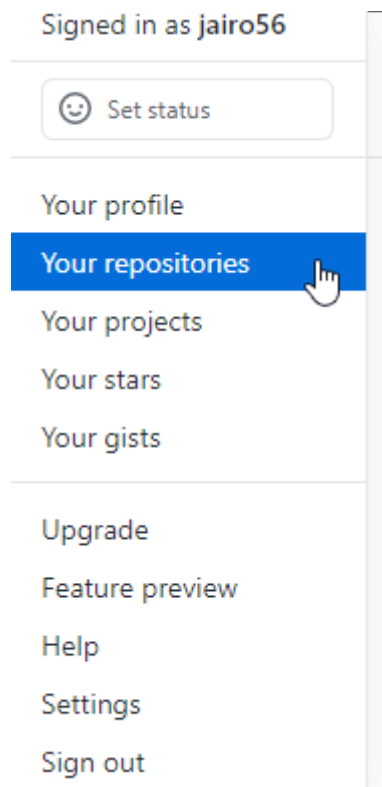 Signed in as jairo56
Set status
Your profile
Your repositories
Your projects
Your stars
Your gists
Upgrade
Feature preview
Help
Settings
Sign out